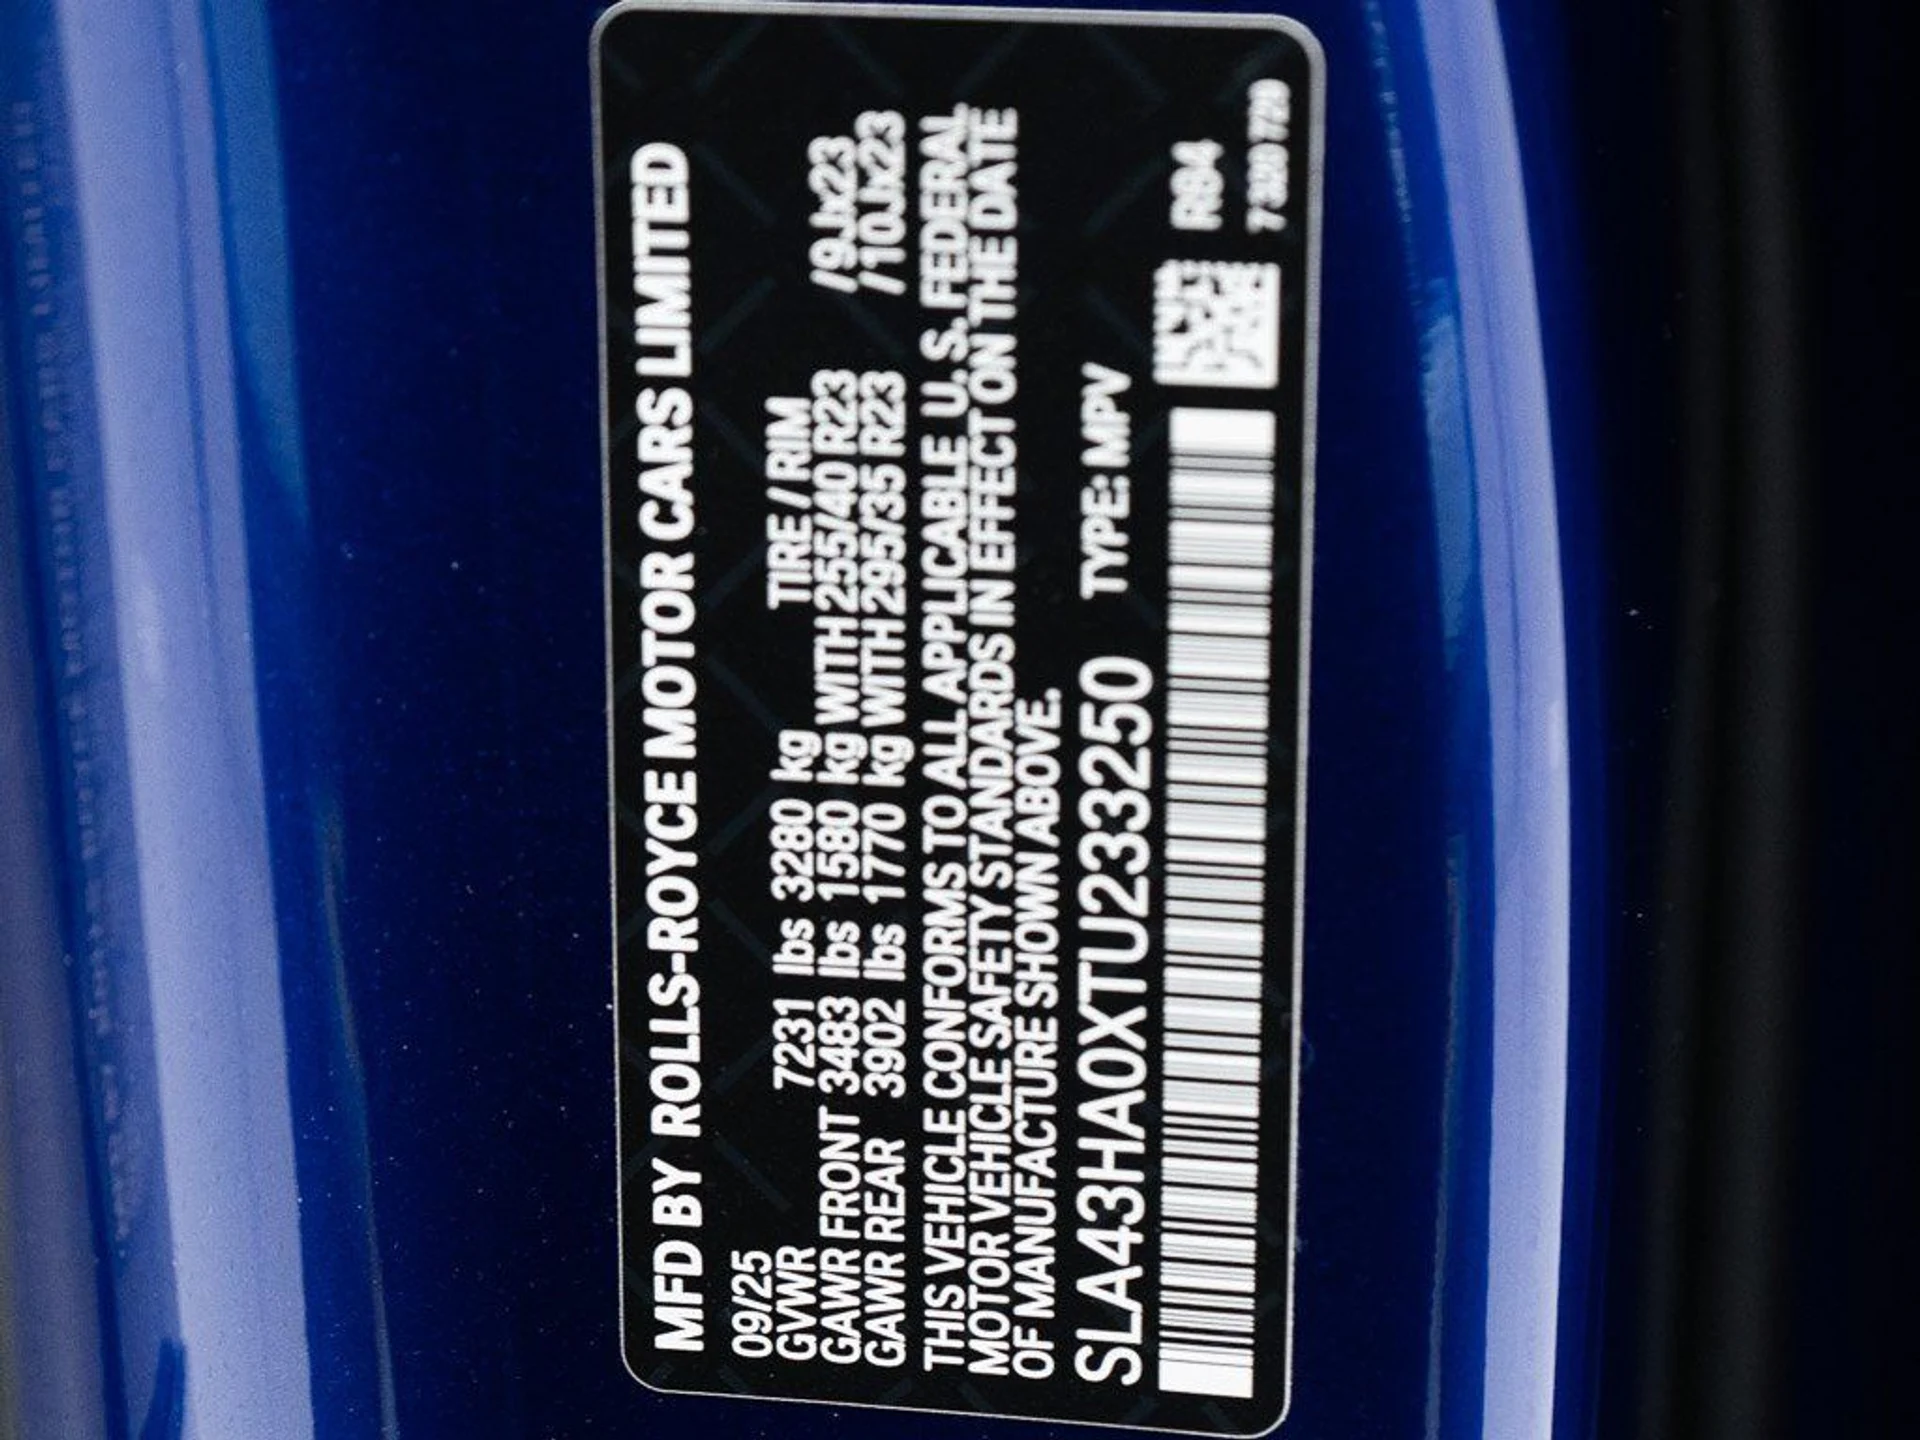 MFD BY ROLLS-ROYCE MOTOR CARS LIMITED
09/25
GVWR 7231 lbs 3280 kg TIRE / RIM
GAWR FRONT 3483 lbs 1580 kg WITH 255/40 R23 /9Jx23
GAWR REAR 3902 lbs 1770 kg WITH 295/35 R23 /10Jx23
THIS VEHICLE CONFORMS TO ALL APPLICABLE U.S. FEDERAL
MOTOR VEHICLE SAFETY STANDARDS IN EFFECT ON THE DATE
OF MANUFACTURE SHOWN ABOVE.
SLA43HA0XTU233250 TYPE: MPV